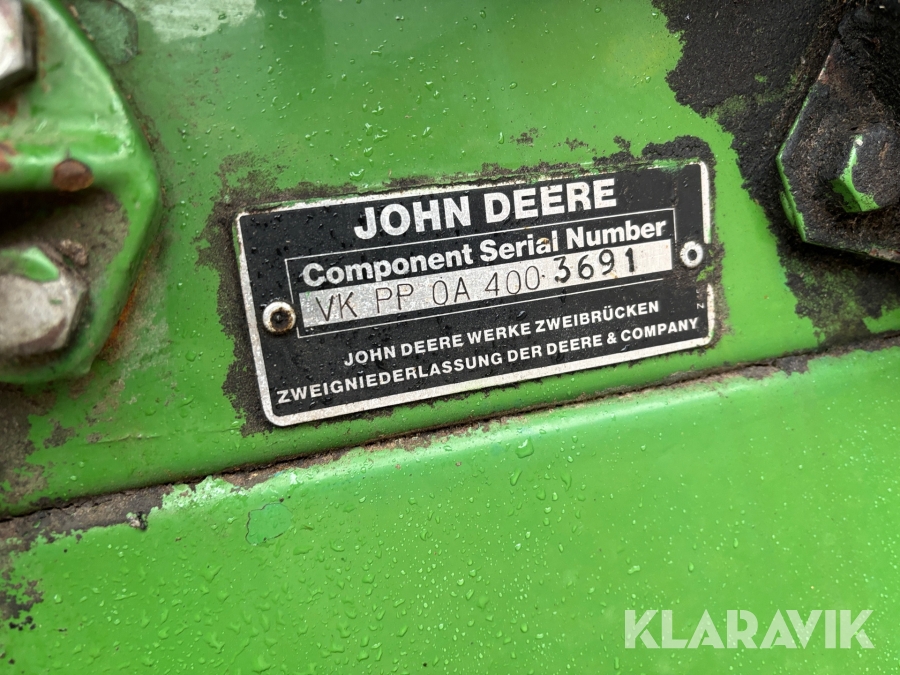 JOHN DEERE
Component Serial Number
VK PP 0A 400 3691
JOHN DEERE WERKE ZWEIBRÜCKEN
ZWEIGNIEDERLASSUNG DER DEERE & COMPANY
Z
KLARAVIK